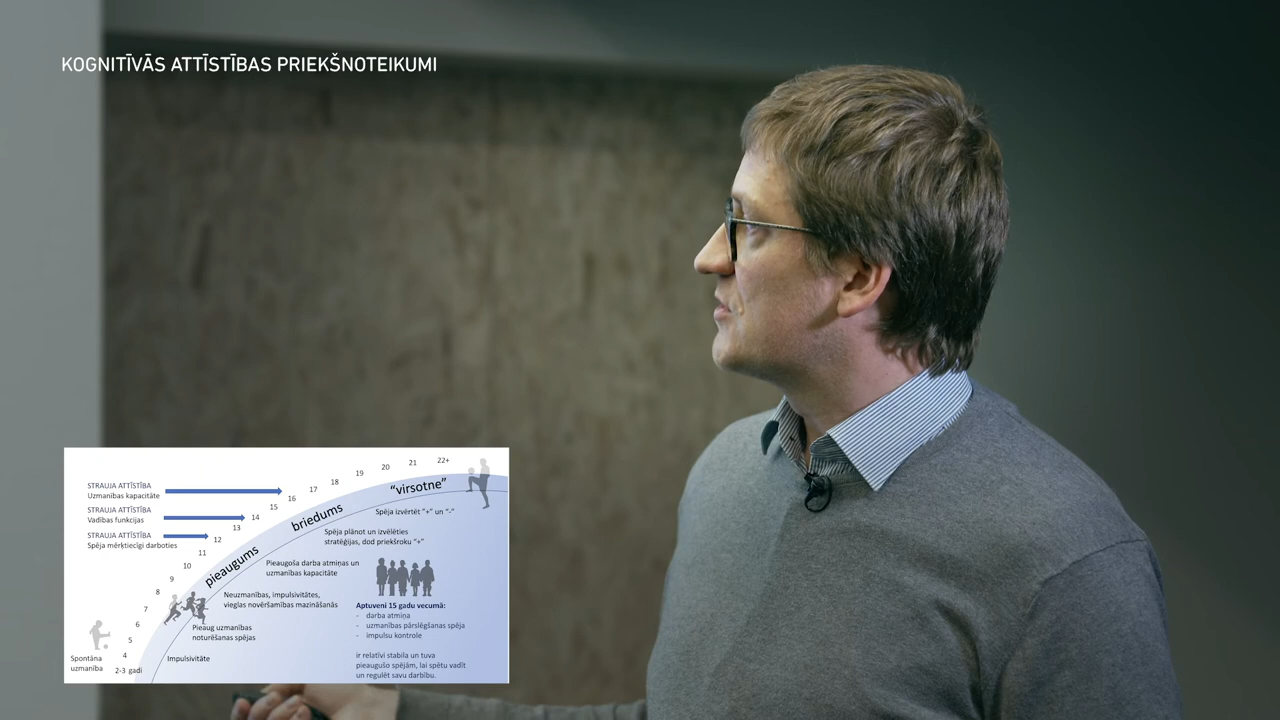 KOGNITĪVĀS ATTĪSTĪBAS PRIEKŠNOTEIKUMI
STRAUJA ATTĪSTĪBA
Uzmanības kapacitāte
STRAUJA ATTĪSTĪBA
Vadības funkcijas
STRAUJA ATTĪSTĪBA
Spēja mērķtiecīgi darboties
22+
21
20
19
18
17
16
15
14
13
12
11
10
9
8
7
6
5
4
2-3 gadi
Spontāna
uzmanība
"virsotne"
briedums
pieaugums
Spēja izvērtēt "+" un "-"
Spēja plānot un izvēlēties
stratēģijas, dod priekšroku "+"
Pieaugoša darba atmiņas un
uzmanības kapacitāte
Neuzmanības, impulsivitātes,
vieglas novēršamības mazināšanās
Pieaug uzmanības
noturēšanas spējas
Impulsivitāte
Aptuveni 15 gadu vecumā:
- darba atmiņa
- uzmanības pārslēgšanas spēja
- impulsu kontrole
ir relatīvi stabila un tuva
pieaugušo spējām, lai spētu vadīt
un regulēt savu darbību.